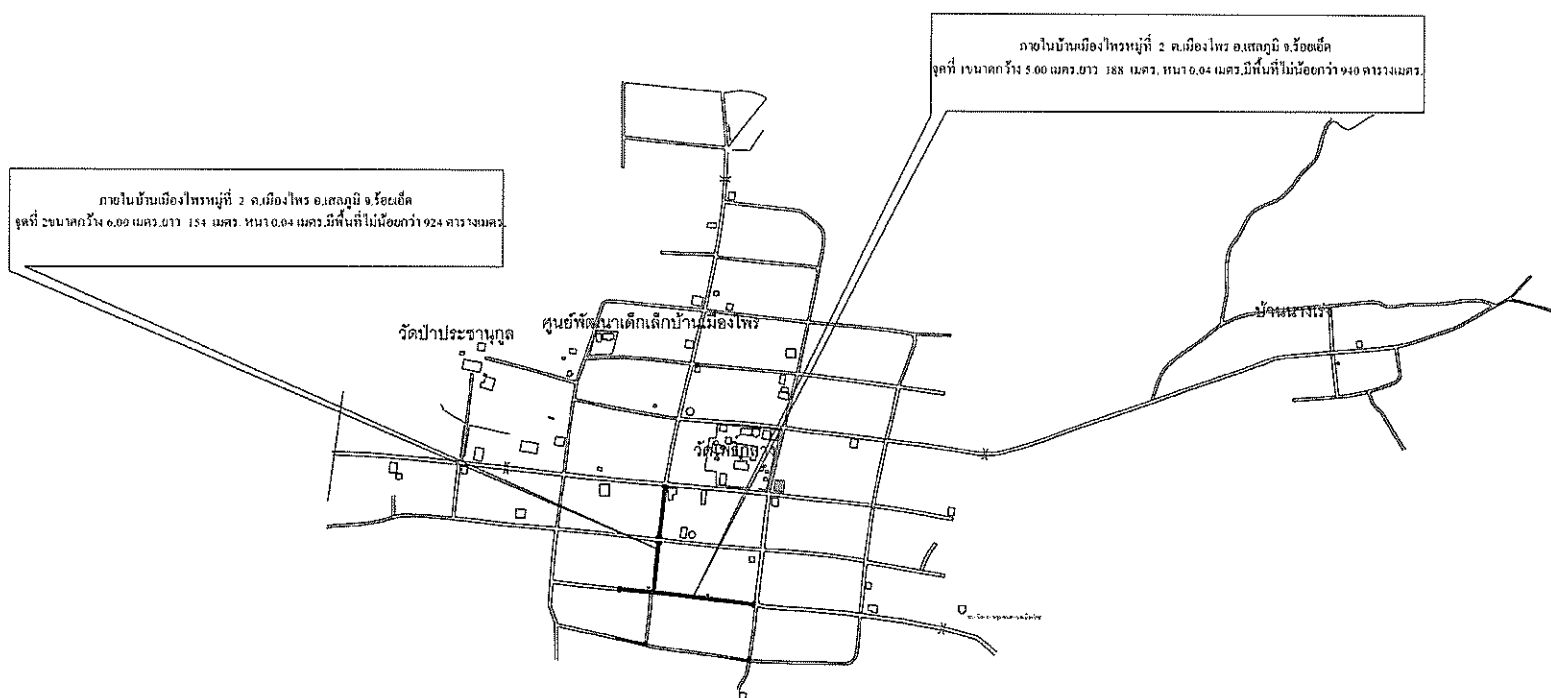 ภายในบ้านเมืองไพรหมู่ที่ 2 ต.เมืองไพร อ.เสลภูมิ จ.ร้อยเอ็ด
จุดที่ 1ขนาดกว้าง 5.00 เมตร.ยาว 188 เมตร. หนา 0.04 เมตร.มีพื้นที่ไม่น้อยกว่า 940 ตารางเมตร.
ภายในบ้านเมืองไพรหมู่ที่ 2 ต.เมืองไพร อ.เสลภูมิ จ.ร้อยเอ็ด
จุดที่ 2ขนาดกว้าง 6.00 เมตร.ยาว 154 เมตร. หนา 0.04 เมตร.มีพื้นที่ไม่น้อยกว่า 924 ตารางเมตร.
บ้านนางเร่ง
ศูนย์พัฒนาเด็กเล็กบ้านเมืองไพร
วัดป่าประชานุกูล